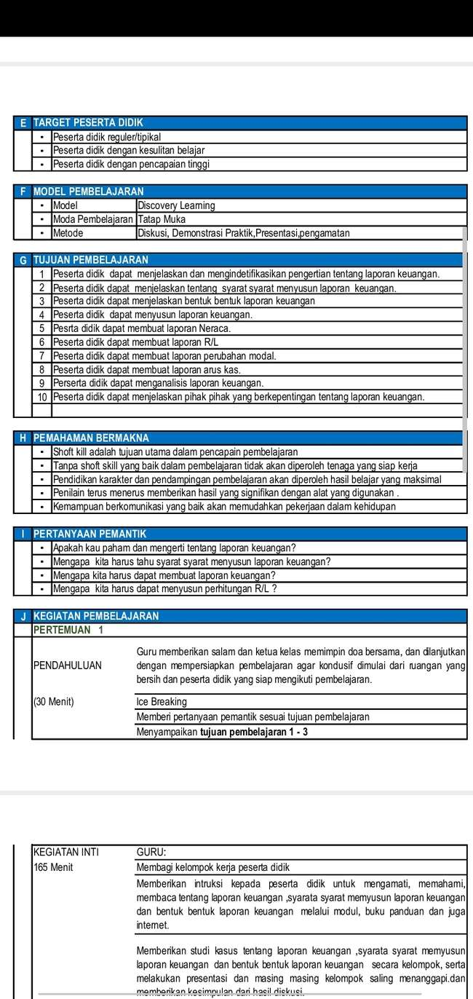 E TARGET PESERTA DIDIK
▪ Peserta didik reguler/tipikal
▪ Peserta didik dengan kesulitan belajar
▪ Peserta didik dengan pencapaian tinggi
F MODEL PEMBELAJARAN
▪ Model Discovery Learning
▪ Moda Pembelajaran Tatap Muka
▪ Metode Diskusi, Demonstrasi Praktik,Presentasi,pengamatan
G TUJUAN PEMBELAJARAN
1 Peserta didik dapat menjelaskan dan mengindetifikasikan pengertian tentang laporan keuangan.
2 Peserta didik dapat menjelaskan tentang syarat syarat menyusun laporan keuangan.
3 Peserta didik dapat menjelaskan bentuk bentuk laporan keuangan
4 Peserta didik dapat menyusun laporan keuangan.
5 Pesrta didik dapat membuat laporan Neraca.
6 Peserta didik dapat membuat laporan R/L
7 Peserta didik dapat membuat laporan perubahan modal.
8 Peserta didik dapat membuat laporan arus kas.
9 Perserta didik dapat menganalisis laporan keuangan.
10 Peserta didik dapat menjelaskan pihak pihak yang berkepentingan tentang laporan keuangan.
H PEMAHAMAN BERMAKNA
▪ Shoft kill adalah tujuan utama dalam pencapain pembelajaran
▪ Tanpa shoft skill yang baik dalam pembelajaran tidak akan diperoleh tenaga yang siap kerja
▪ Pendidikan karakter dan pendampingan pembelajaran akan diperoleh hasil belajar yang maksimal
▪ Penilain terus menerus memberikan hasil yang signifikan dengan alat yang digunakan .
▪ Kemampuan berkomunikasi yang baik akan memudahkan pekerjaan dalam kehidupan
I PERTANYAAN PEMANTIK
▪ Apakah kau paham dan mengerti tentang laporan keuangan?
▪ Mengapa kita harus tahu syarat syarat menyusun laporan keuangan?
▪ Mengapa kita harus dapat membuat laporan keuangan?
▪ Mengapa kita harus dapat menyusun perhitungan R/L ?
J KEGIATAN PEMBELAJARAN
PERTEMUAN 1
Guru memberikan salam dan ketua kelas memimpin doa bersama, dan dilanjutkan
PENDAHULUAN dengan mempersiapkan pembelajaran agar kondusif dimulai dari ruangan yang
bersih dan peserta didik yang siap mengikuti pembelajaran.
(30 Menit) Ice Breaking
Memberi pertanyaan pemantik sesuai tujuan pembelajaran
Menyampaikan tujuan pembelajaran 1 - 3
KEGIATAN INTI GURU:
165 Menit Membagi kelompok kerja peserta didik
Memberikan intruksi kepada peserta didik untuk mengamati, memahami,
membaca tentang laporan keuangan ,syarata syarat memyusun laporan keuangan
dan bentuk bentuk laporan keuangan melalui modul, buku panduan dan juga
internet.
Memberikan studi kasus tentang laporan keuangan ,syarata syarat memyusun
laporan keuangan dan bentuk bentuk laporan keuangan secara kelompok, serta
melakukan presentasi dan masing masing kelompok saling menanggapi.dan
memberikan kesimpulan dari hasil diskusi.